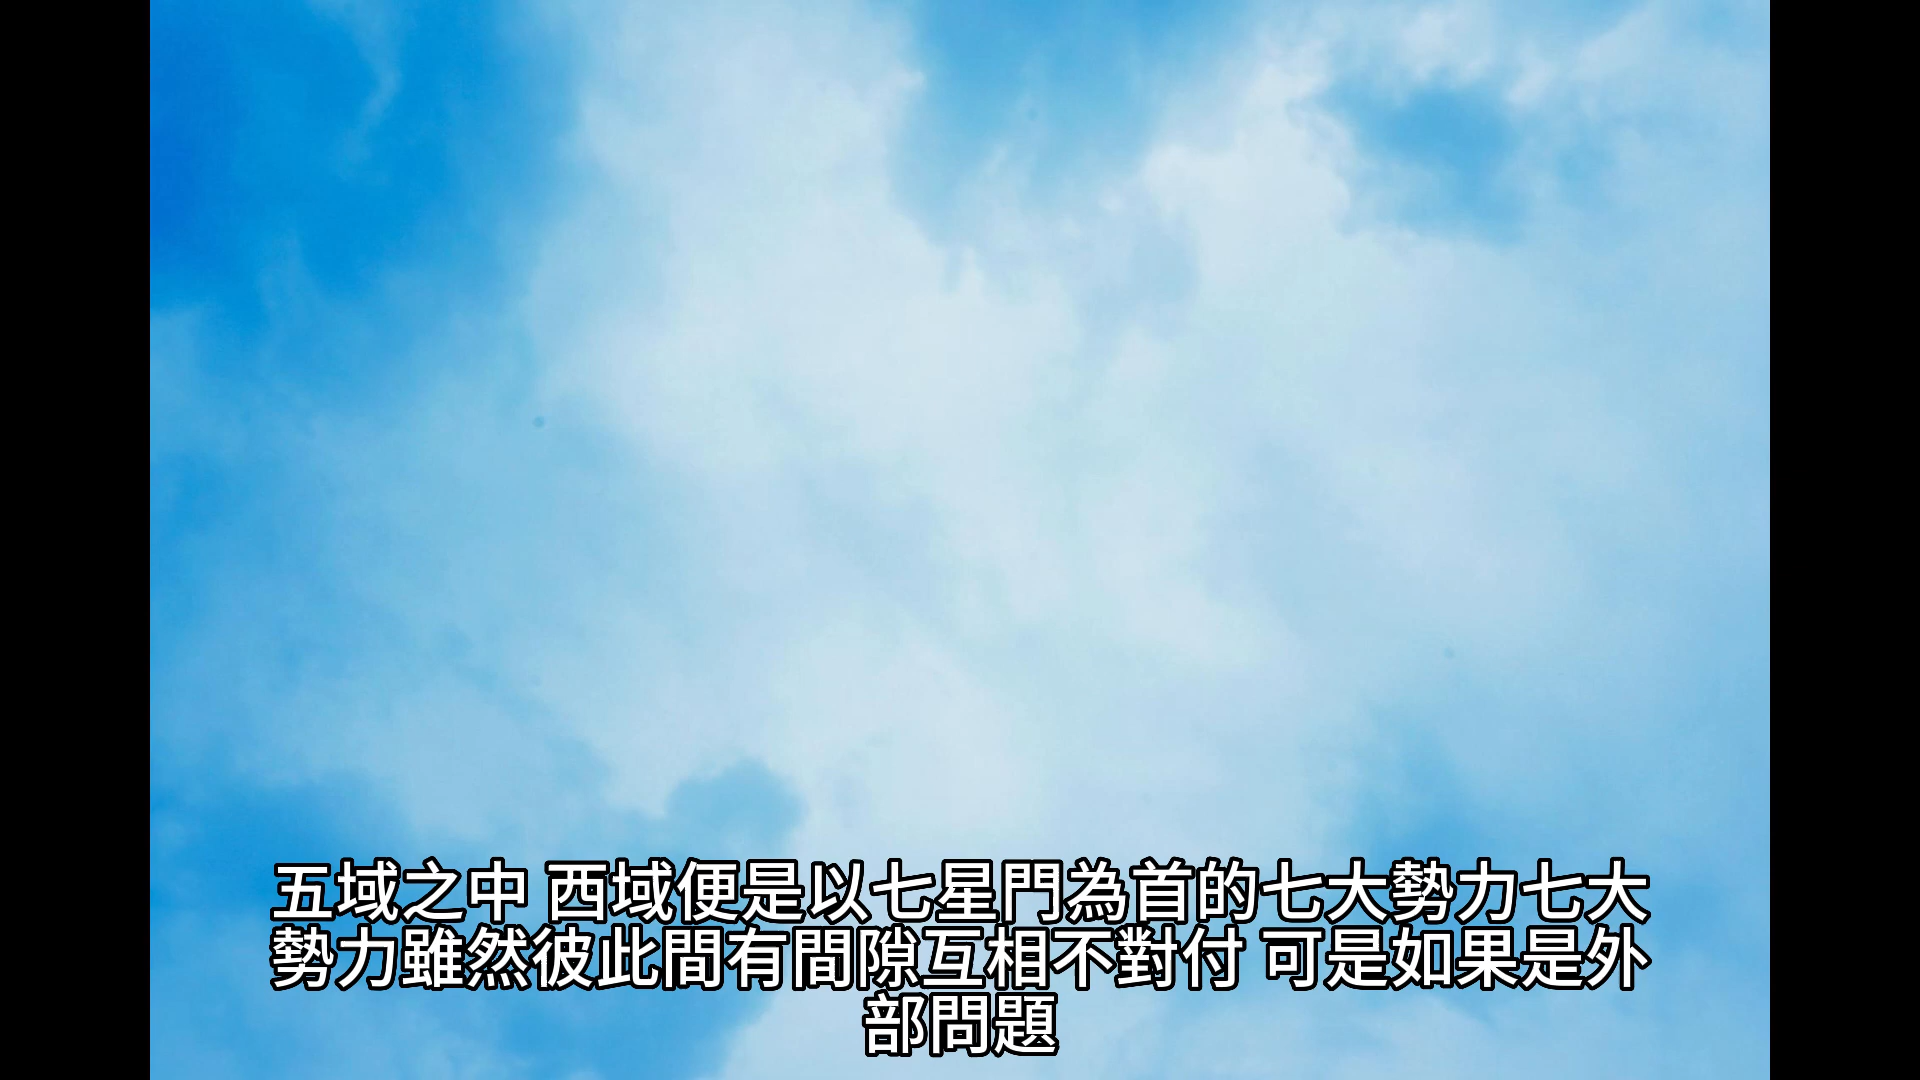 五域之中 西域便是以七星門為首的七大勢力七大
勢力雖然彼此間有間隙互相不對付 可是如果是外
部問題